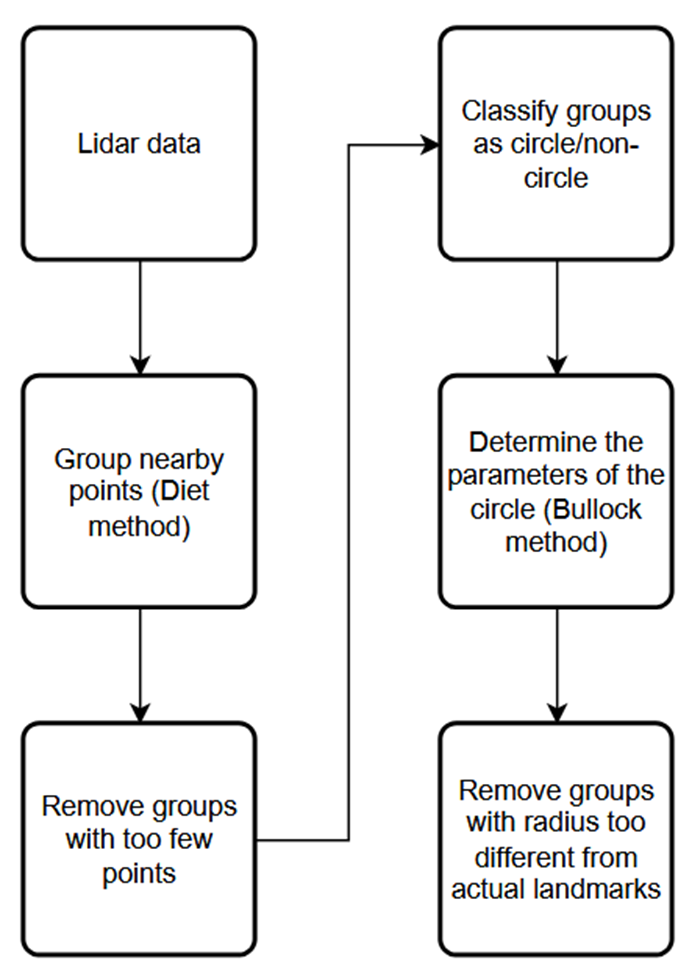 Lidar data
Group nearby
points (Diet
method)
Remove groups
with too few
points
Classify groups
as circle/non-
circle
Determine the
parameters of the
circle (Bullock
method)
Remove groups
with radius too
different from
actual landmarks